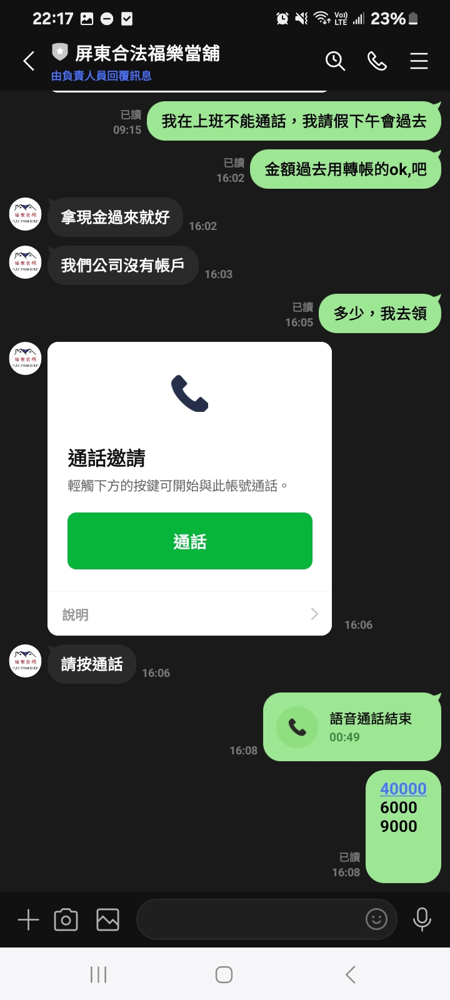 22:17
Vo))
LTE
23%
屏東合法福樂當舖
由負責人員回覆訊息
已讀
09:15
我在上班不能通話，我請假下午會過去
已讀
16:02
金額過去用轉帳的ok,吧
拿現金過來就好
16:02
我們公司沒有帳戶
16:03
已讀
16:05
多少，我去領
通話邀請
輕觸下方的按鍵可開始與此帳號通話。
通話
說明
16:06
請按通話
16:06
語音通話結束
00:49
16:08
40000
6000
9000
已讀
16:08